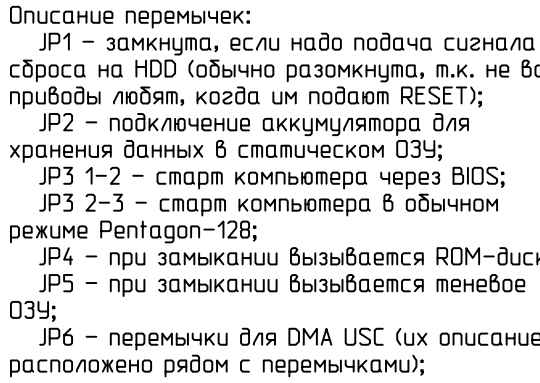 Описание перемычек:
JP1 – замкнута, если надо подача сигнала
сброса на HDD (обычно разомкнута, т.к. не вс
приводы любят, когда им подают RESET);
JP2 – подключение аккумулятора для
хранения данных в статическом ОЗУ;
JP3 1–2 – старт компьютера через BIOS;
JP3 2–3 – старт компьютера в обычном
режиме Pentagon–128;
JP4 – при замыкании вызывается ROM–диск
JP5 – при замыкании вызывается теневое
ОЗУ;
JP6 – перемычки для DMA USC (их описание
расположено рядом с перемычками);